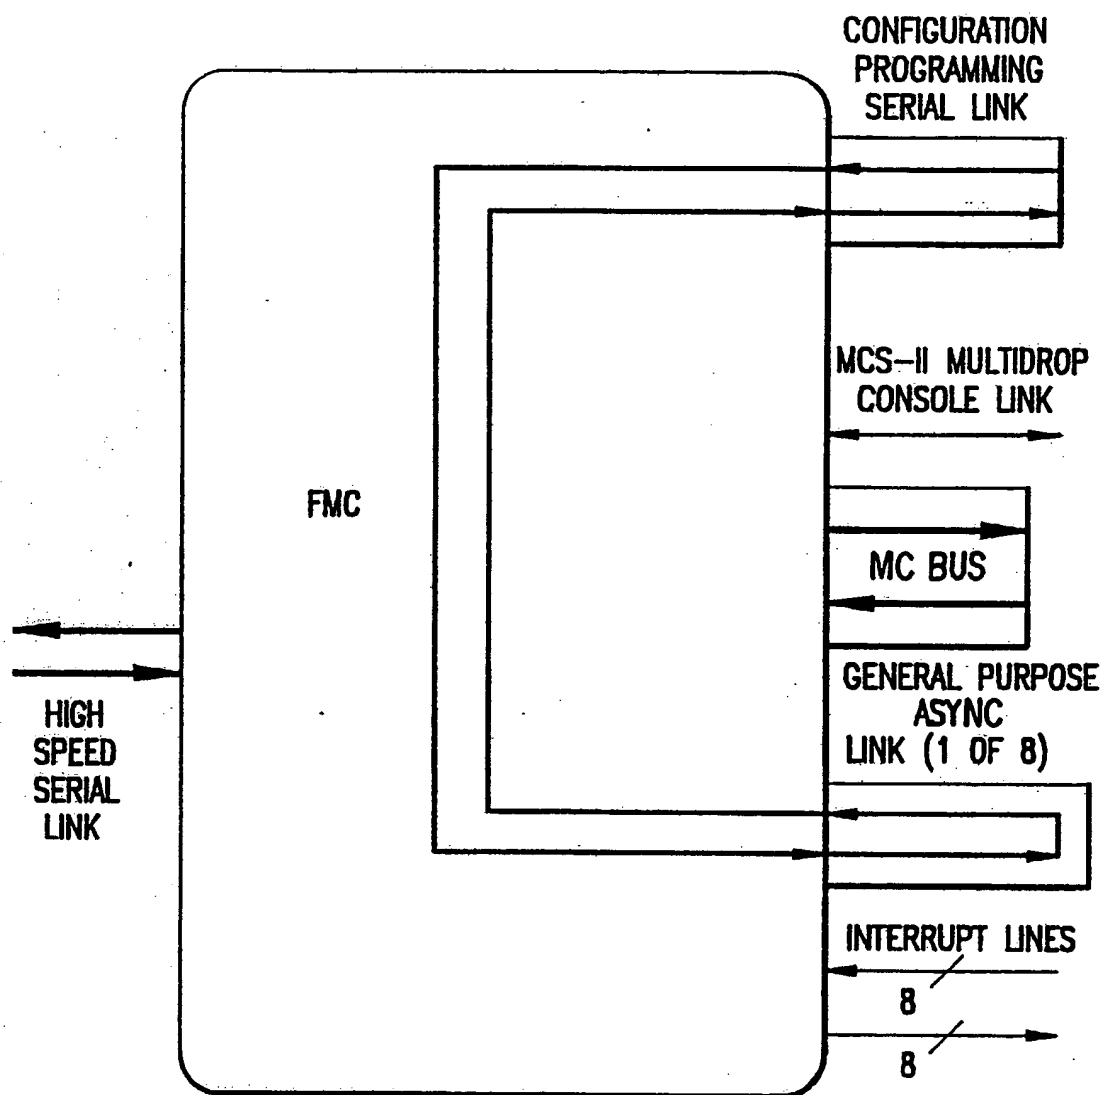 CONFIGURATION
PROGRAMMING
SERIAL LINK
MCS-II MULTIDROP
CONSOLE LINK
FMC
MC BUS
GENERAL PURPOSE
ASYNC
LINK (1 OF 8)
HIGH
SPEED
SERIAL
LINK
INTERRUPT LINES
8
8